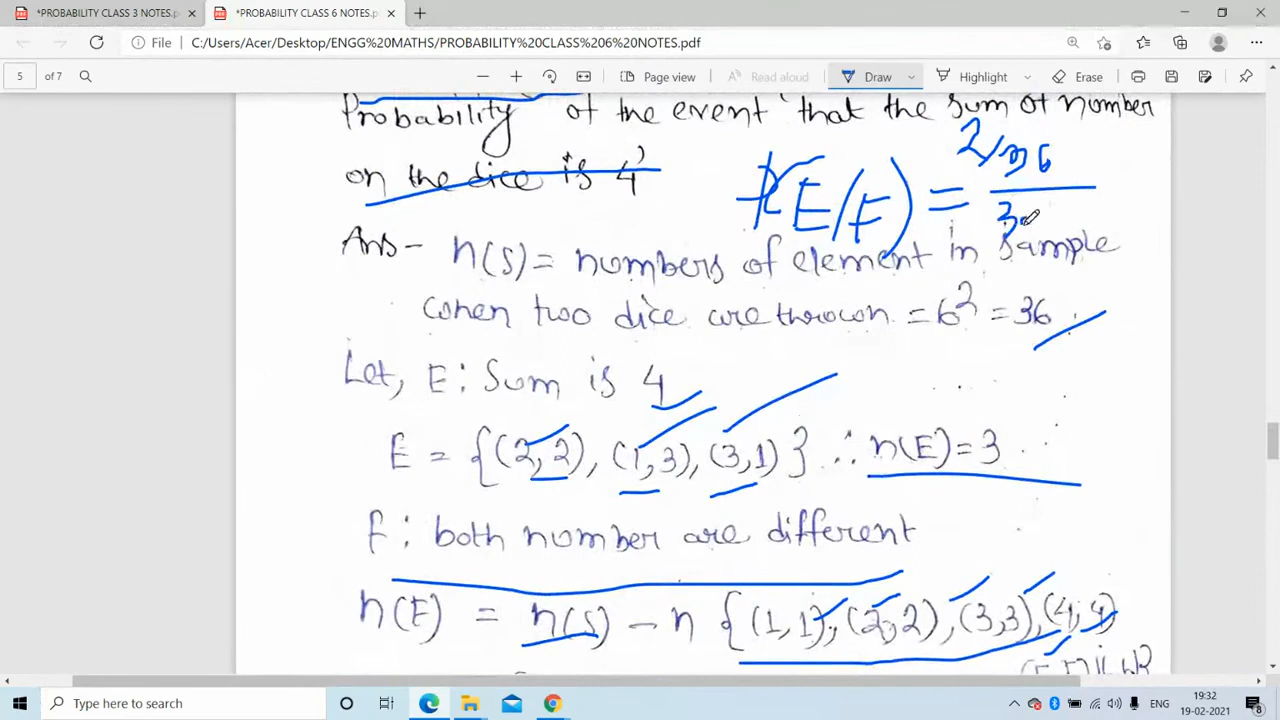 *PROBABILITY CLASS 3 NOTES.p
*PROBABILITY CLASS 6 NOTES.p
File
C:/Users/Acer/Desktop/ENGG%20MATHS/PROBABILITY%20CLASS%206%20NOTES.pdf
5 of 7
Page view
Read aloud
Draw
Highlight
Erase
Probability of the event 'that the sum of number
on the dice is 4'
2/36
(E/F) =
3
Ans - n(S) = numbers of element in sample
when two dice are thrown = 6² = 36.
Let, E: Sum is 4
E = {(2,2), (1,3), (3,1)} ∴ n(E) = 3
F: both number are different
n(F) = n(S) - n {(1,1), (2,2), (3,3), (4,4)
Type here to search
ENG
19:32
19-02-2021
8